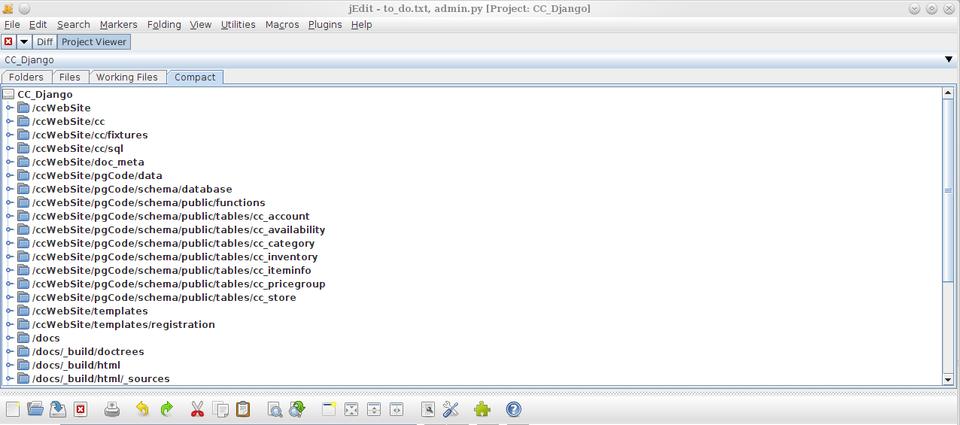 jEdit - to_do.txt, admin.py [Project: CC_Django]
File Edit Search Markers Folding View Utilities Macros Plugins Help
Diff Project Viewer
CC_Django
Folders Files Working Files Compact
CC_Django
/ccWebSite
/ccWebSite/cc
/ccWebSite/cc/fixtures
/ccWebSite/cc/sql
/ccWebSite/doc_meta
/ccWebSite/pgCode/data
/ccWebSite/pgCode/schema/database
/ccWebSite/pgCode/schema/public/functions
/ccWebSite/pgCode/schema/public/tables/cc_account
/ccWebSite/pgCode/schema/public/tables/cc_availability
/ccWebSite/pgCode/schema/public/tables/cc_category
/ccWebSite/pgCode/schema/public/tables/cc_inventory
/ccWebSite/pgCode/schema/public/tables/cc_iteminfo
/ccWebSite/pgCode/schema/public/tables/cc_pricegroup
/ccWebSite/pgCode/schema/public/tables/cc_store
/ccWebSite/templates
/ccWebSite/templates/registration
/docs
/docs/_build/doctrees
/docs/_build/html
/docs/_build/html/_sources